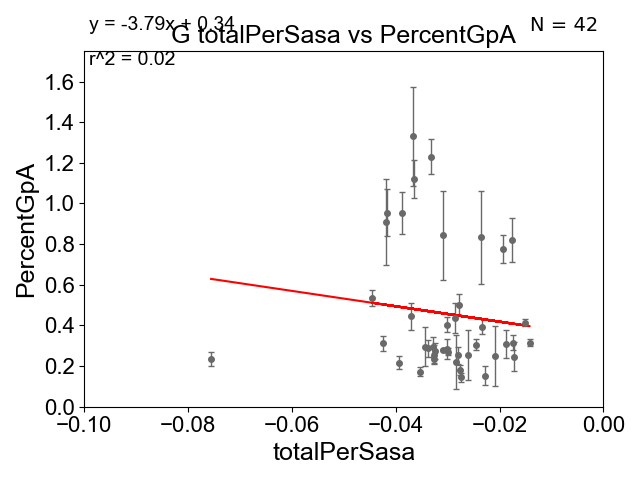 y = -3.79x + 0.34
N = 42
G totalPerSasa vs PercentGpA
r^2 = 0.02
PercentGpA
1.6
1.4
1.2
1.0
0.8
0.6
0.4
0.2
0.0
−0.10
−0.08
−0.06
−0.04
−0.02
0.00
totalPerSasa